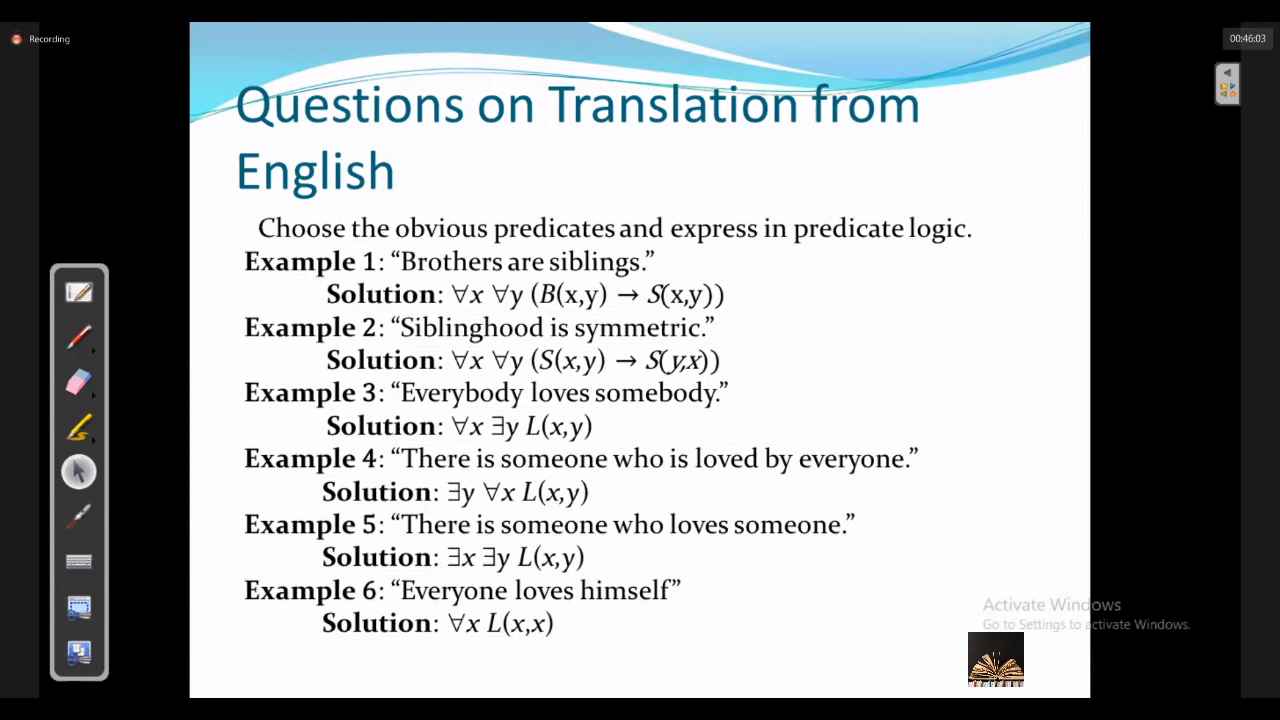 Recording
00:46:03
Questions on Translation from
English
Choose the obvious predicates and express in predicate logic.
Example 1: “Brothers are siblings.”
Solution: ∀x ∀y (B(x,y) → S(x,y))
Example 2: “Siblinghood is symmetric.”
Solution: ∀x ∀y (S(x,y) → S(y,x))
Example 3: “Everybody loves somebody.”
Solution: ∀x ∃y L(x,y)
Example 4: “There is someone who is loved by everyone.”
Solution: ∃y ∀x L(x,y)
Example 5: “There is someone who loves someone.”
Solution: ∃x ∃y L(x,y)
Example 6: “Everyone loves himself”
Solution: ∀x L(x,x)
Activate Windows
Go to Settings to activate Windows.